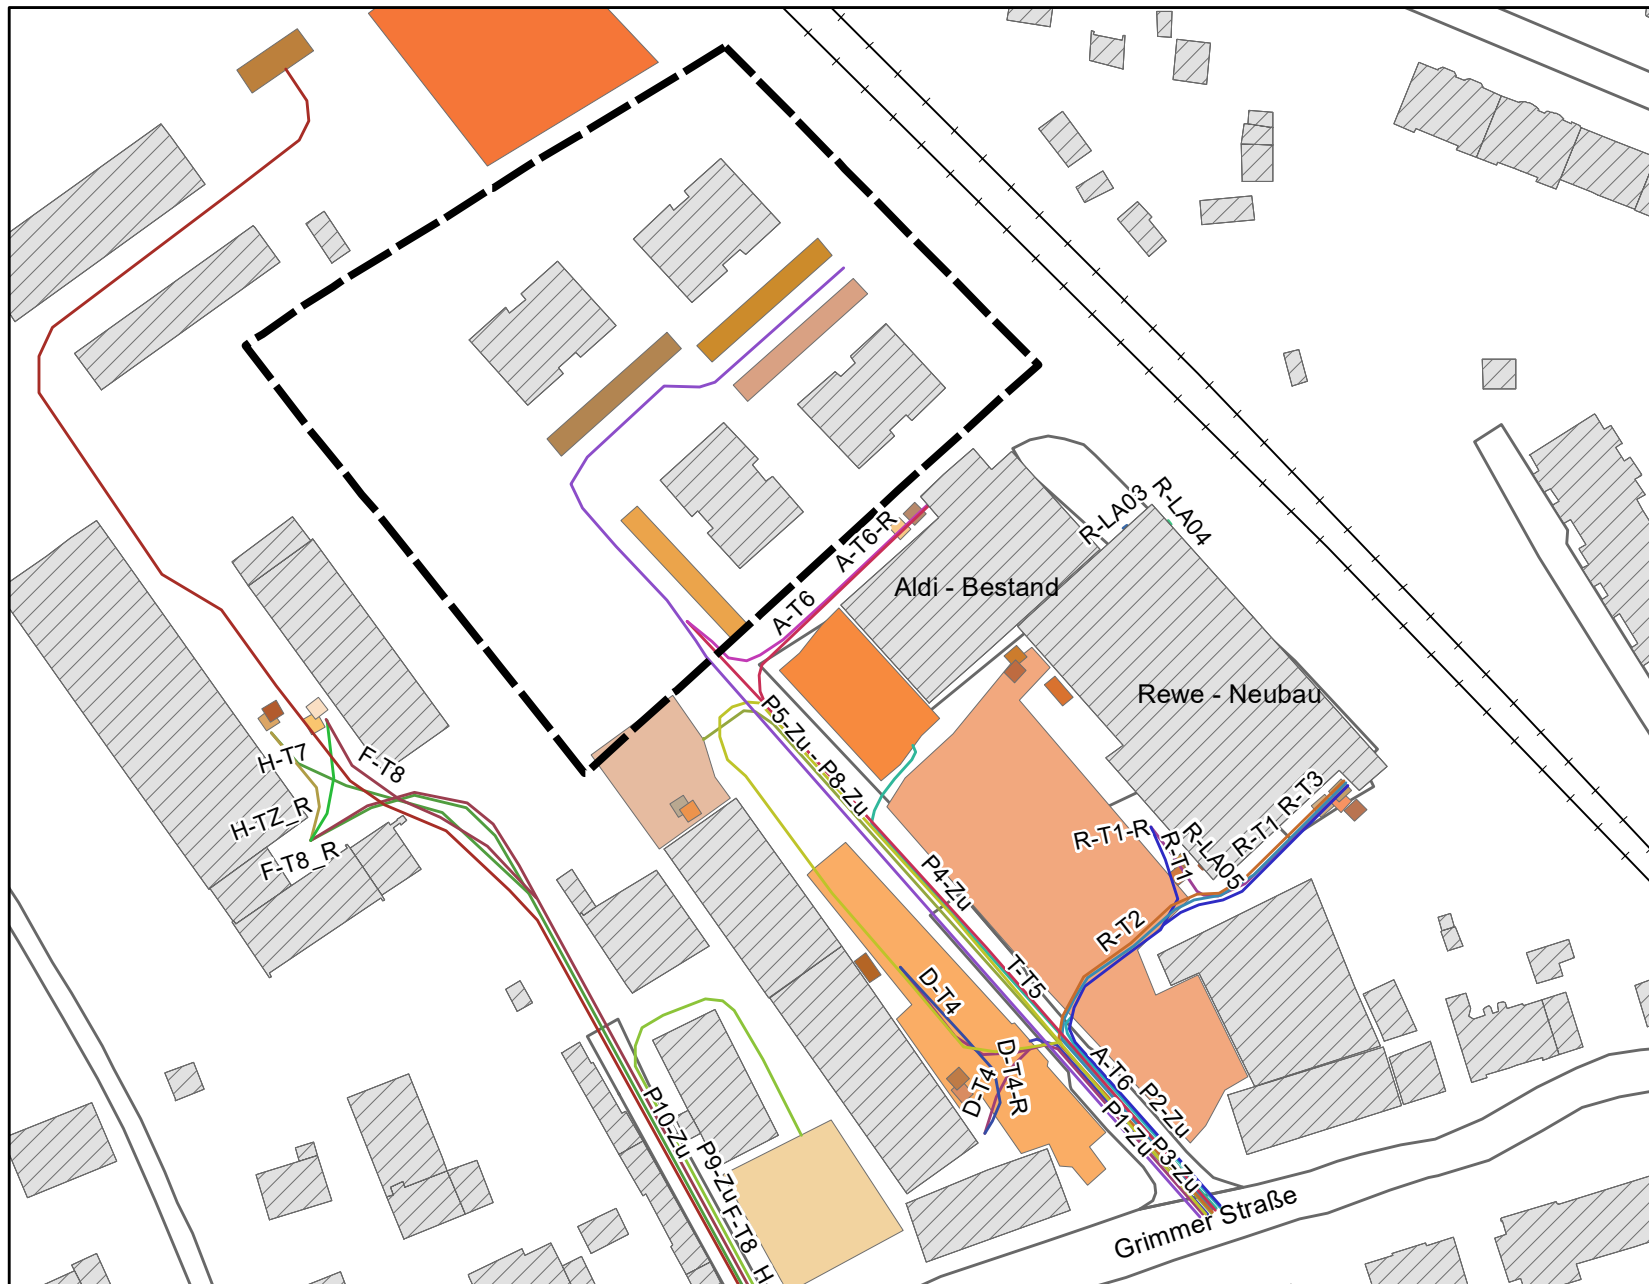 R-LA03
R-LA04
A-T6-R
Aldi - Bestand
A-T6
Rewe - Neubau
P5-Zu - P8-Zu
H-T7
F-T8
H-TZ_R
F-T8_R
R-T3
R-T1
R-T1-R
R-T1
R-LA05
P4-Zu
R-T2
T-T5
D-T4
D-T4
D-T4-R
A-T6
P2-Zu
P1-Zu
P3-Zu
P10-Zu
P9-Zu
F-T8
H
Grimmer Straße